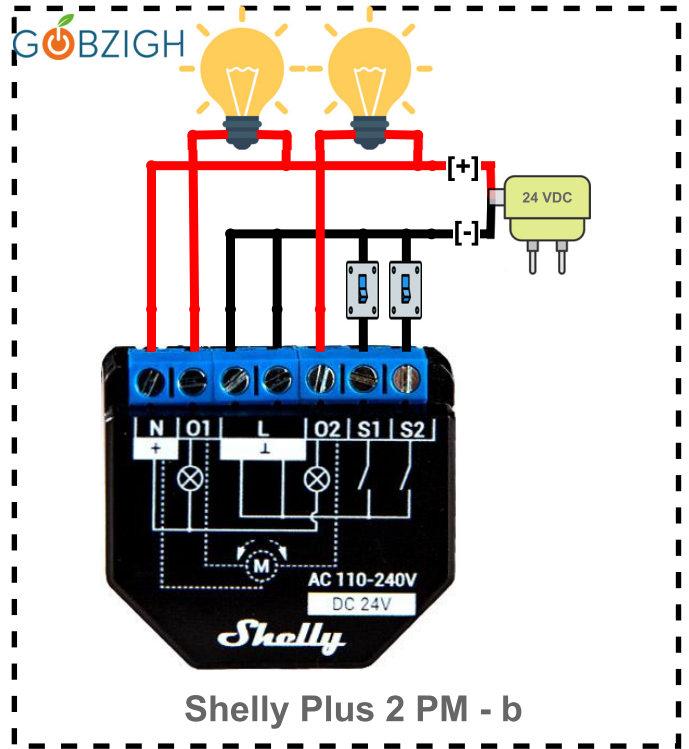 GOBZIGH
[+]
24 VDC
[-]
N O1 L O2 S1 S2
+ ⊥
M
AC 110-240V
DC 24V
Shelly
Shelly Plus 2 PM - b